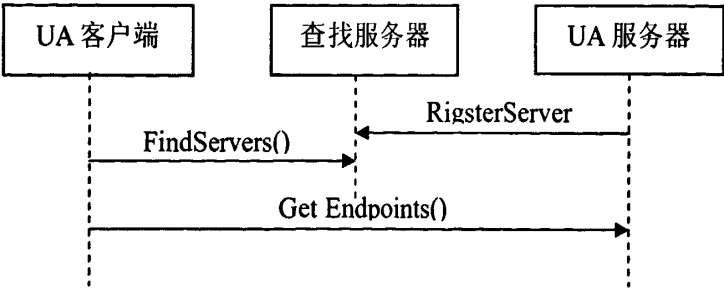 UA 客户端
查找服务器
UA 服务器
RigsterServer
FindServers()
Get Endpoints()